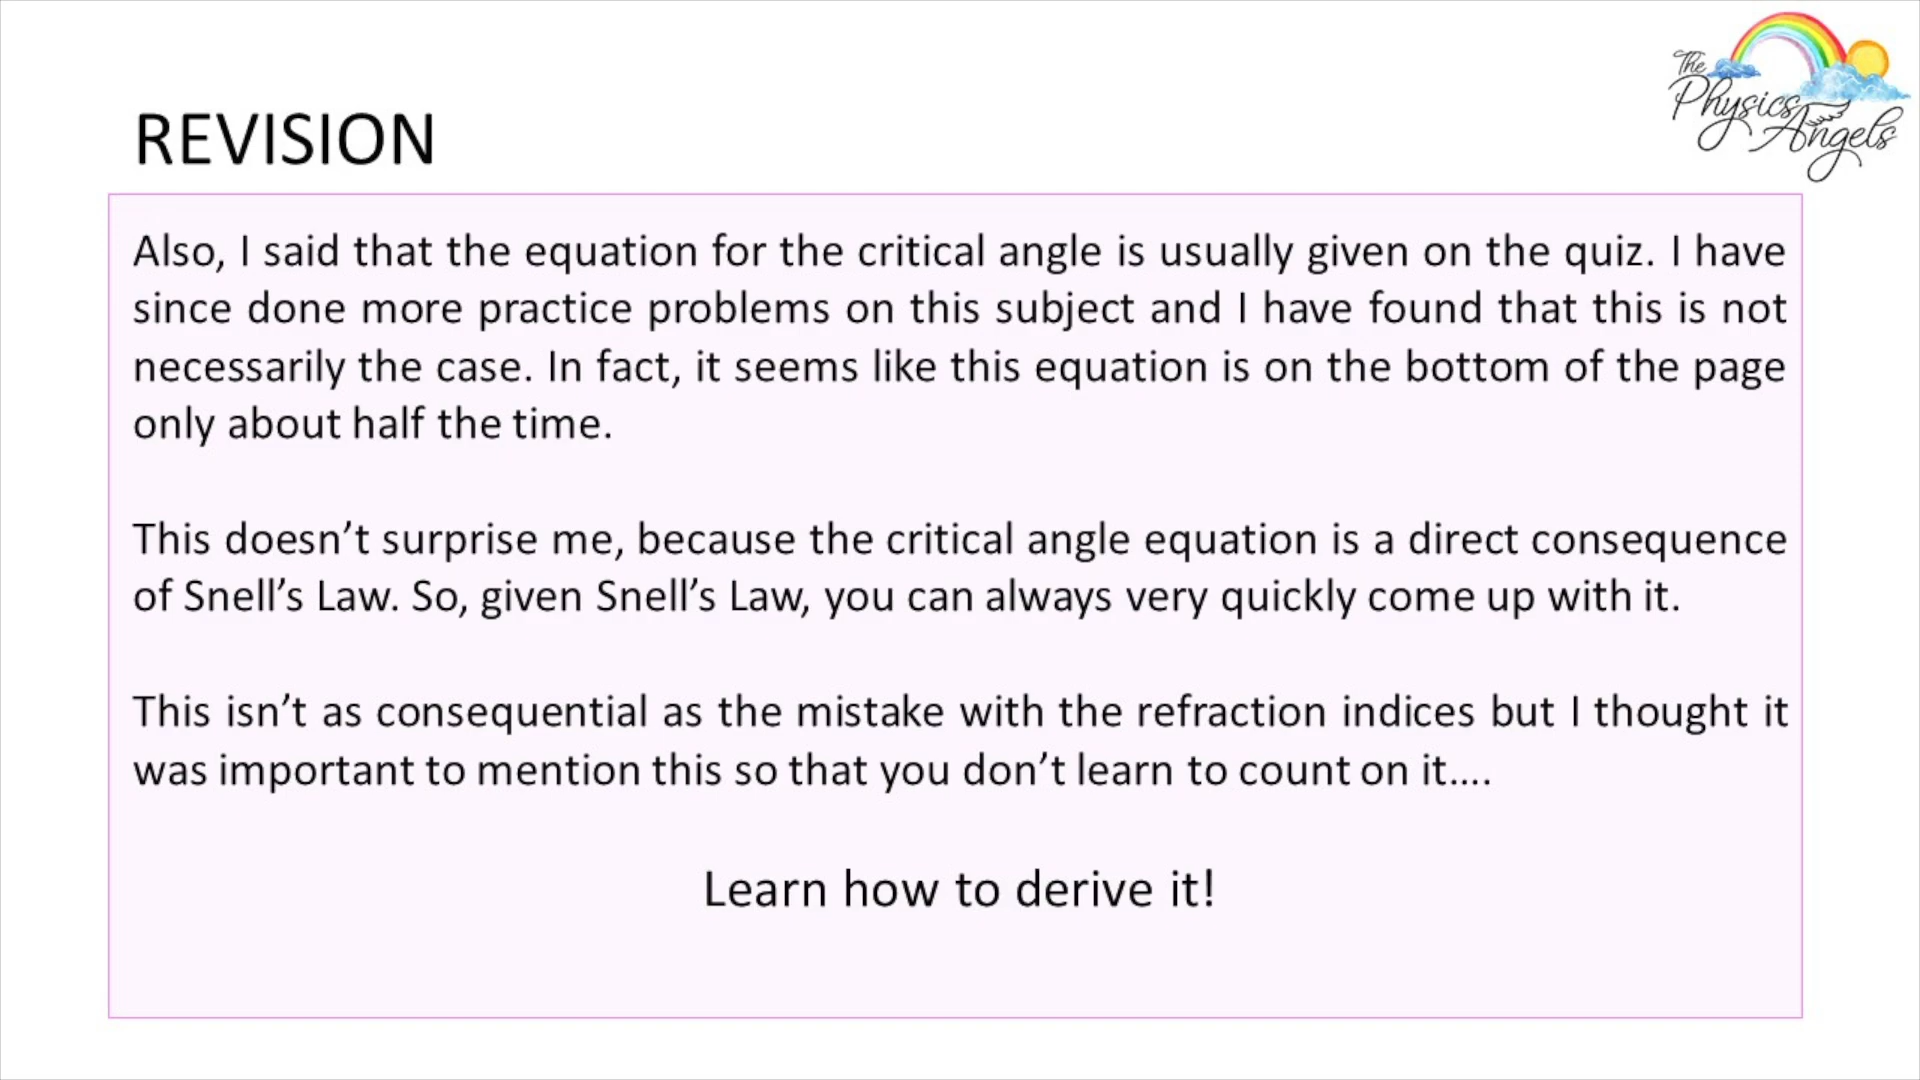 The
Physics
Angels
REVISION
Also, I said that the equation for the critical angle is usually given on the quiz. I have
since done more practice problems on this subject and I have found that this is not
necessarily the case. In fact, it seems like this equation is on the bottom of the page
only about half the time.
This doesn’t surprise me, because the critical angle equation is a direct consequence
of Snell’s Law. So, given Snell’s Law, you can always very quickly come up with it.
This isn’t as consequential as the mistake with the refraction indices but I thought it
was important to mention this so that you don’t learn to count on it….
Learn how to derive it!